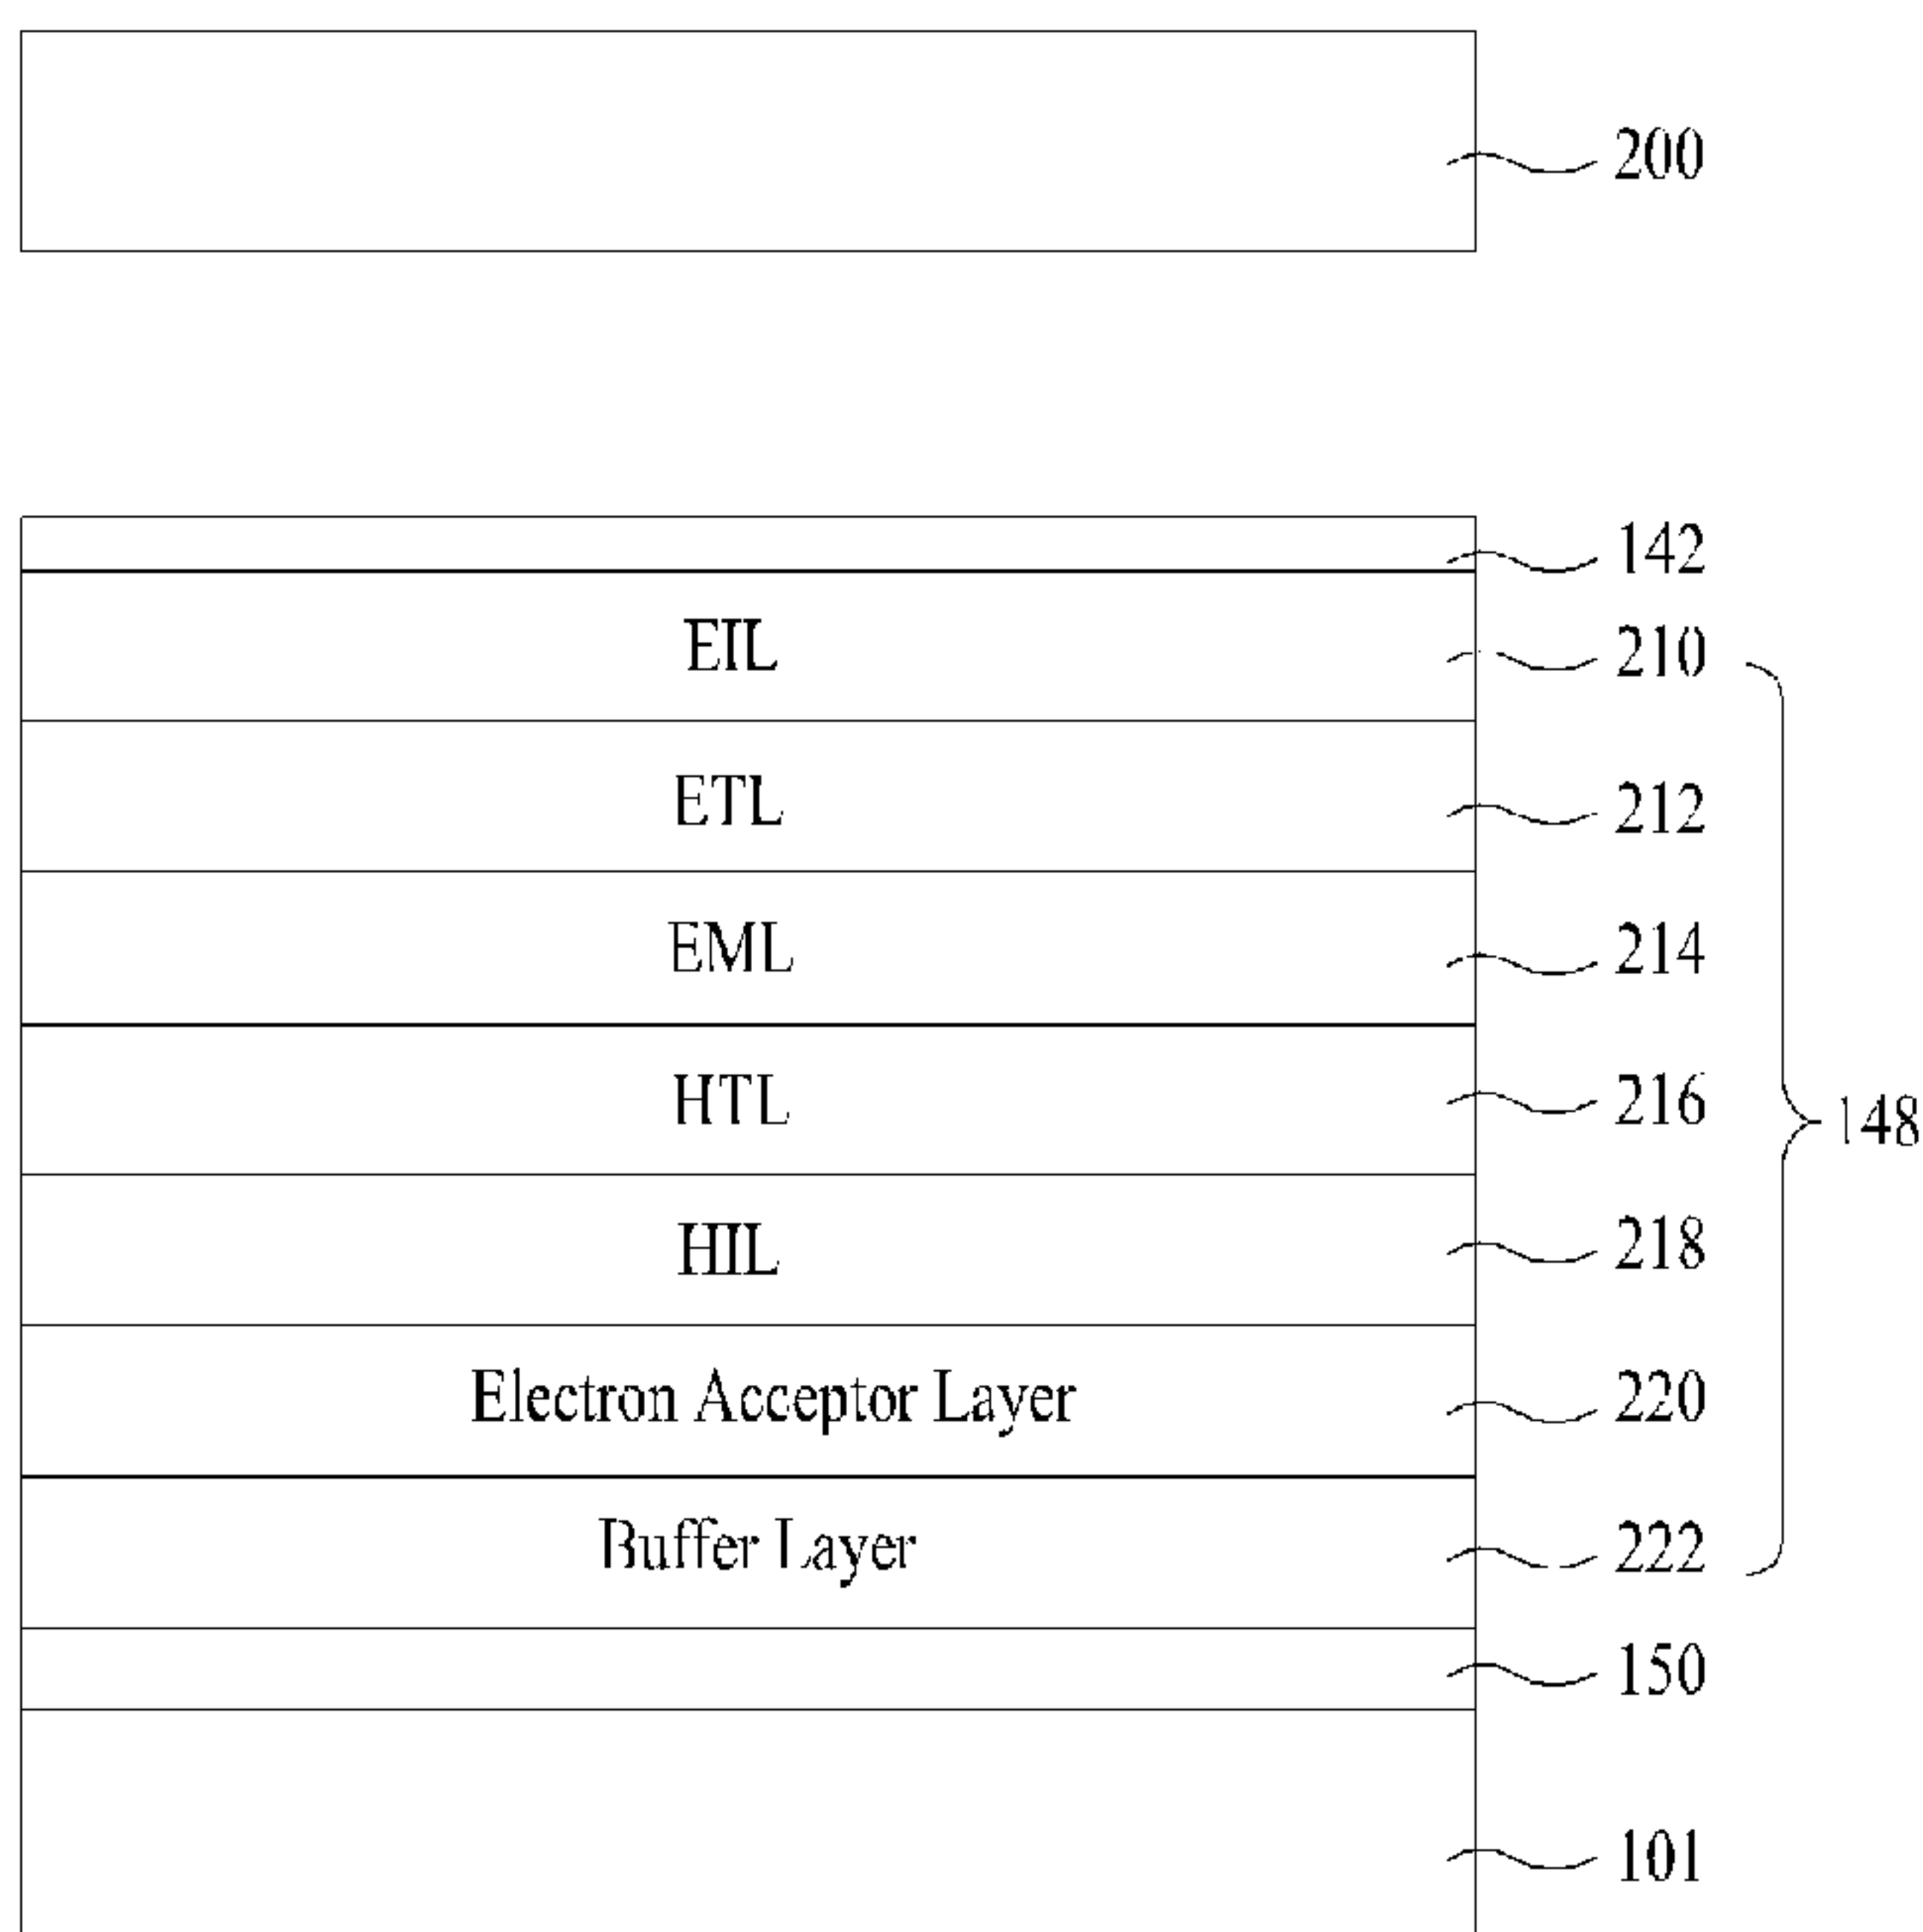 200
142
EIL 210
ETL 212
EML 214
HTL 216
148
HIL 218
Electron Acceptor Layer 220
Buffer Layer 222
150
101